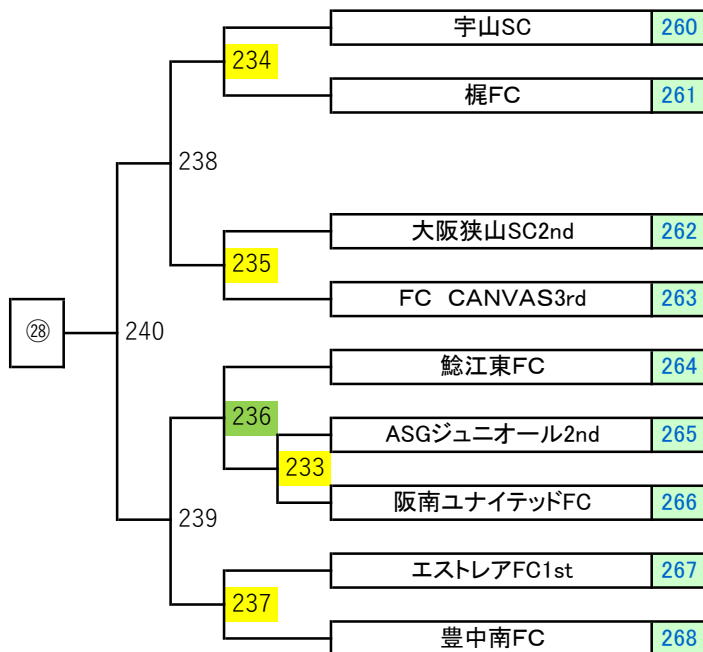 宇山SC 260
234
梶FC 261
238
大阪狭山SC2nd 262
235
FC CANVAS3rd 263
㉘
240
鯰江東FC 264
236
ASGジュニオール2nd 265
233
阪南ユナイテッドFC 266
239
エストレアFC1st 267
237
豊中南FC 268